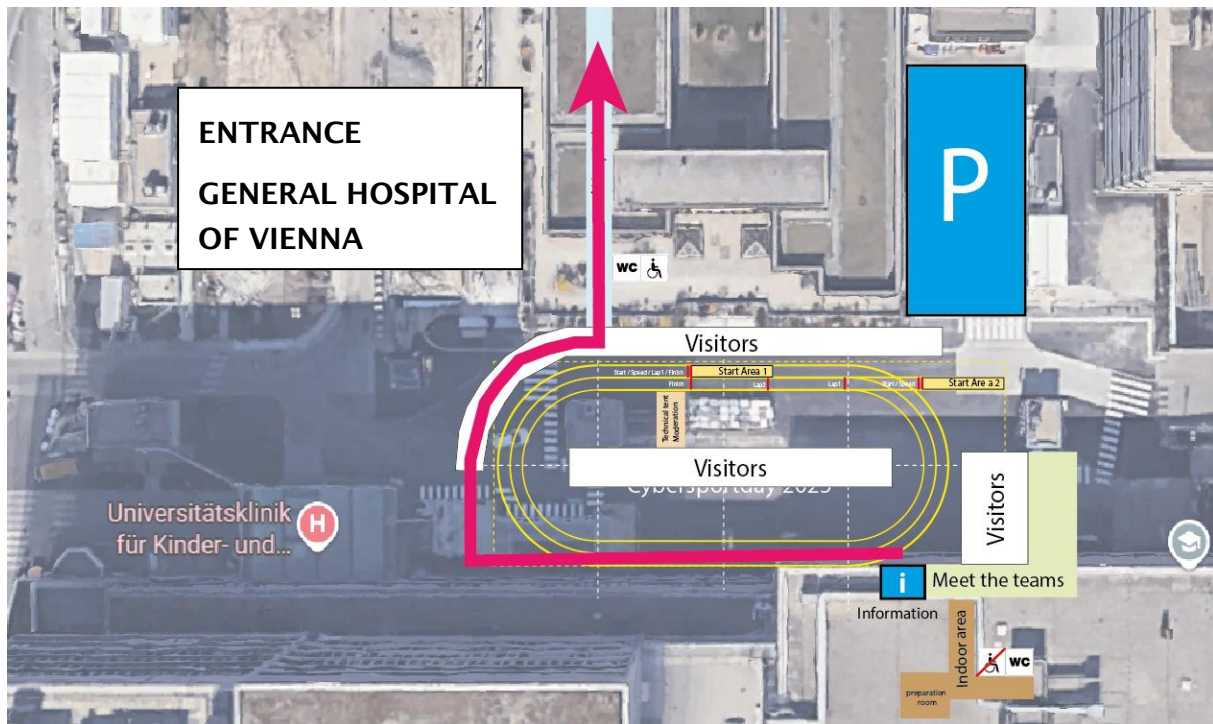 ENTRANCE
GENERAL HOSPITAL
OF VIENNA
P
WC
Visitors
Start / Speed / Lap1 / Finish
Start Area 1
Finish
Lap2
Lap1
Start / Speed
Start Are a 2
Technical tent
Moderation
Visitors
Cybersportday 2025
Visitors
Universitätsklinik
für Kinder- und...
H
i
Meet the teams
Information
Indoor area
WC
preparation
room